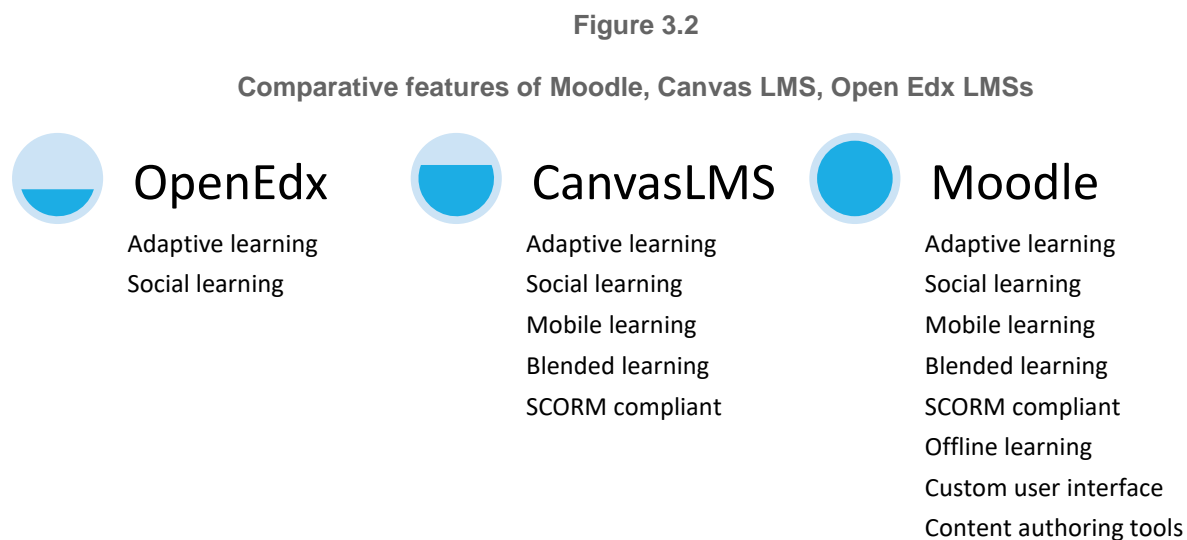 Figure 3.2
Comparative features of Moodle, Canvas LMS, Open Edx LMSs
OpenEdx
Adaptive learning
Social learning
CanvasLMS
Adaptive learning
Social learning
Mobile learning
Blended learning
SCORM compliant
Moodle
Adaptive learning
Social learning
Mobile learning
Blended learning
SCORM compliant
Offline learning
Custom user interface
Content authoring tools